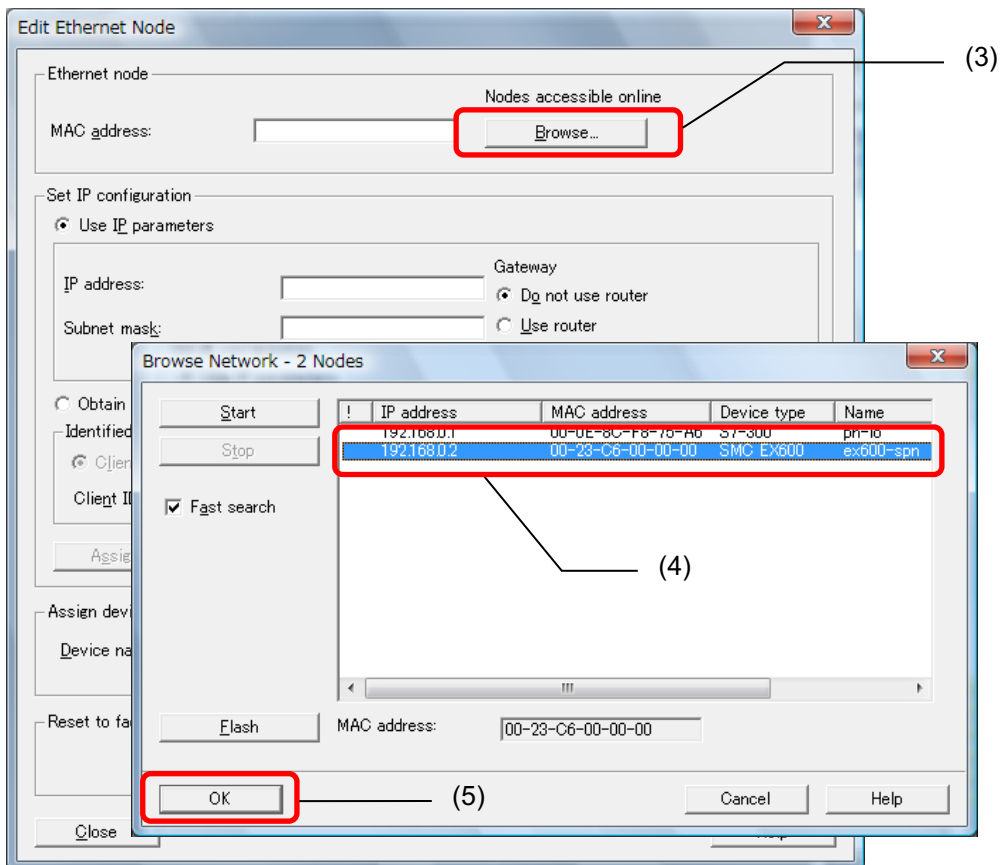 Edit Ethernet Node
(3)
Ethernet node
Nodes accessible online
MAC address:
Browse...
Set IP configuration
Use IP parameters
Gateway
IP address:
Do not use router
Subnet mask:
Use router
Browse Network - 2 Nodes
Obtain
Start
! IP address MAC address Device type Name
192.168.0.1 00-0E-8C-F8-75-A6 S7-300 pn-io
Identified
Stop
192.168.0.2 00-23-C6-00-00-00 SMC EX600 ex600-spn
Clien
Client ID
Fast search
Assig
(4)
Assign devi
Device na
Reset to fa
Flash
MAC address:
00-23-C6-00-00-00
OK
(5)
Cancel
Help
Close